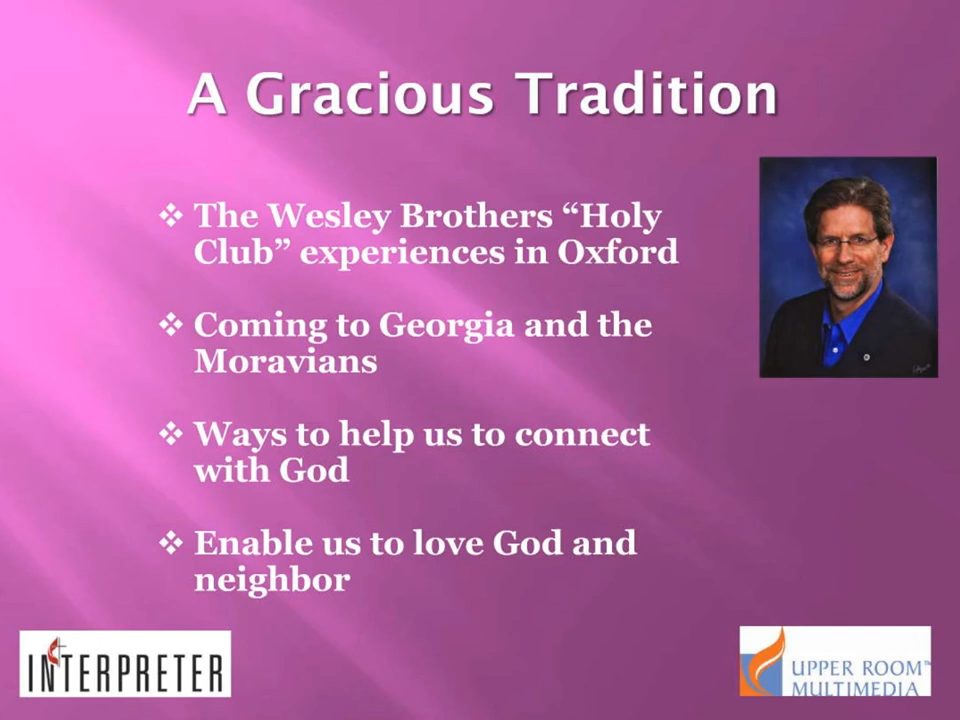 A Gracious Tradition
❖ The Wesley Brothers “Holy
Club” experiences in Oxford
❖ Coming to Georgia and the
Moravians
❖ Ways to help us to connect
with God
❖ Enable us to love God and
neighbor
INTERPRETER
UPPER ROOM™
MULTIMEDIA